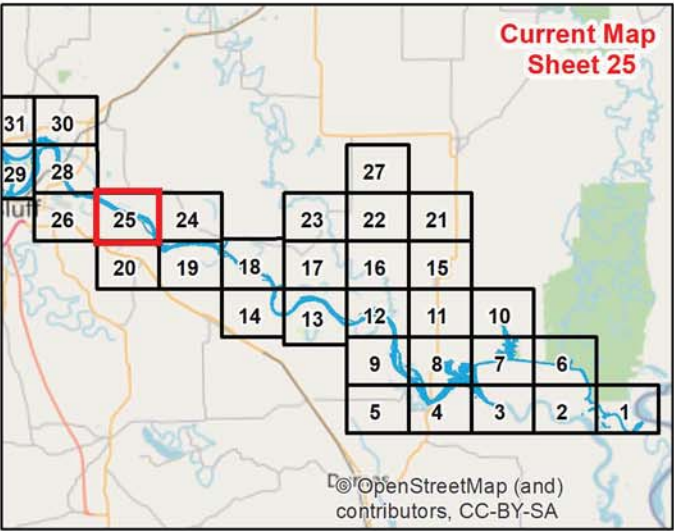 Current Map
Sheet 25
31 30
29 28 27
luff 26 25 24 23 22 21
20 19 18 17 16 15
14 13 12 11 10
9 8 7 6
5 4 3 2 1
© OpenStreetMap (and)
contributors, CC-BY-SA